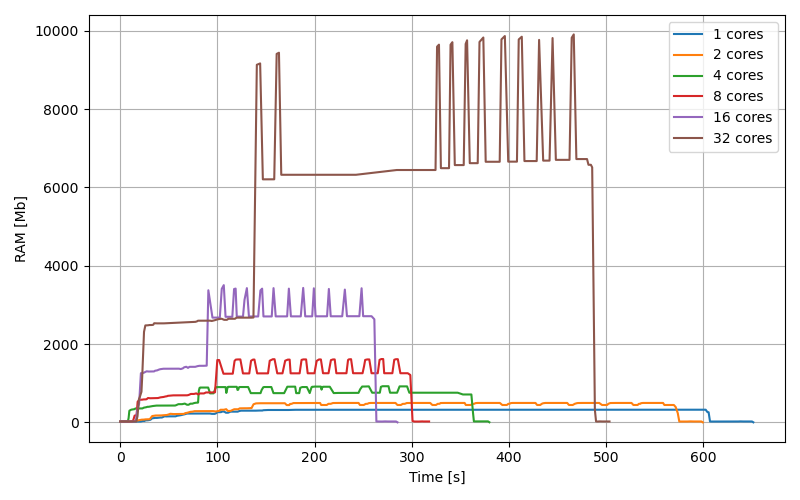 10000
8000
6000
4000
2000
0
RAM [Mb]
0 100 200 300 400 500 600
Time [s]
1 cores
2 cores
4 cores
8 cores
16 cores
32 cores